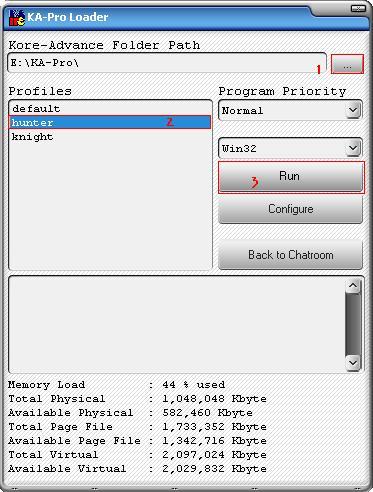 KA-Pro Loader
Kore-Advance Folder Path
E:\KA-Pro\ 1 ...
Profiles
default
hunter 2
knight
Program Priority
Normal
Win32
3 Run
Configure
Back to Chatroom
Memory Load : 44 % used
Total Physical : 1,048,048 Kbyte
Available Physical : 582,460 Kbyte
Total Page File : 1,733,352 Kbyte
Available Page File : 1,342,716 Kbyte
Total Virtual : 2,097,024 Kbyte
Available Virtual : 2,029,832 Kbyte